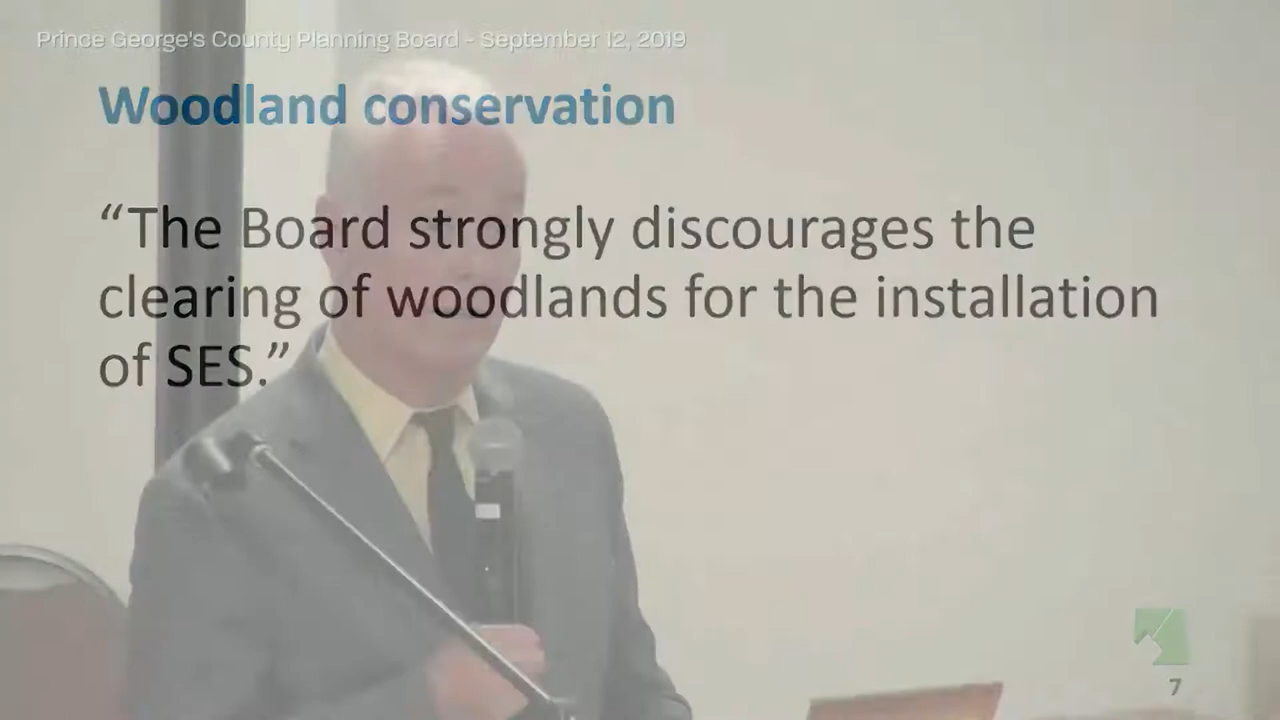 Prince George's County Planning Board - September 12, 2019
Woodland conservation
“The Board strongly discourages the
clearing of woodlands for the installation
of SES.”
7